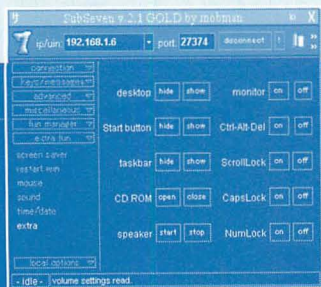 SubSeven v.2.1 GOLD by mobman
ip/uin: 192.168.1.6 port: 27374 disconnect
connection
keys/messages
advanced
miscellaneous
fun manager
extra fun
screen saver
restart win
mouse
sound
time/date
extra
local options
desktop hide show monitor on off
Start button hide show Ctrl-Alt-Del on off
taskbar hide show ScrollLock on off
CD ROM open close CapsLock on off
speaker start stop NumLock on off
- idle - volume settings read.